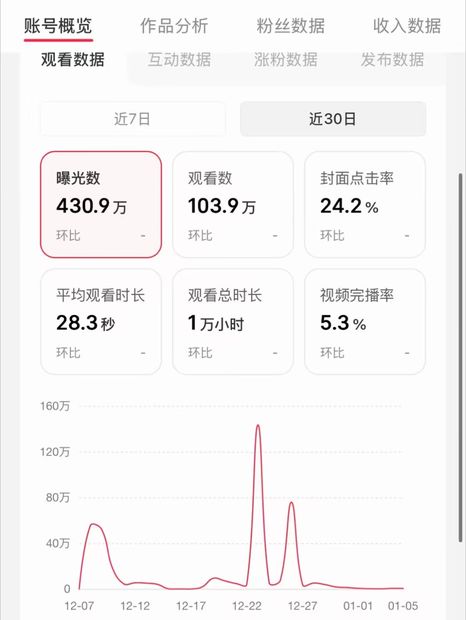 账号概览 作品分析 粉丝数据 收入数据
观看数据 互动数据 涨粉数据 发布数据
近7日 近30日
曝光数 观看数 封面点击率
430.9万 103.9万 24.2%
环比 - 环比 - 环比 -
平均观看时长 观看总时长 视频完播率
28.3秒 1万小时 5.3%
环比 - 环比 - 环比 -
160万
120万
80万
40万
0
12-07 12-12 12-17 12-22 12-27 01-01 01-05